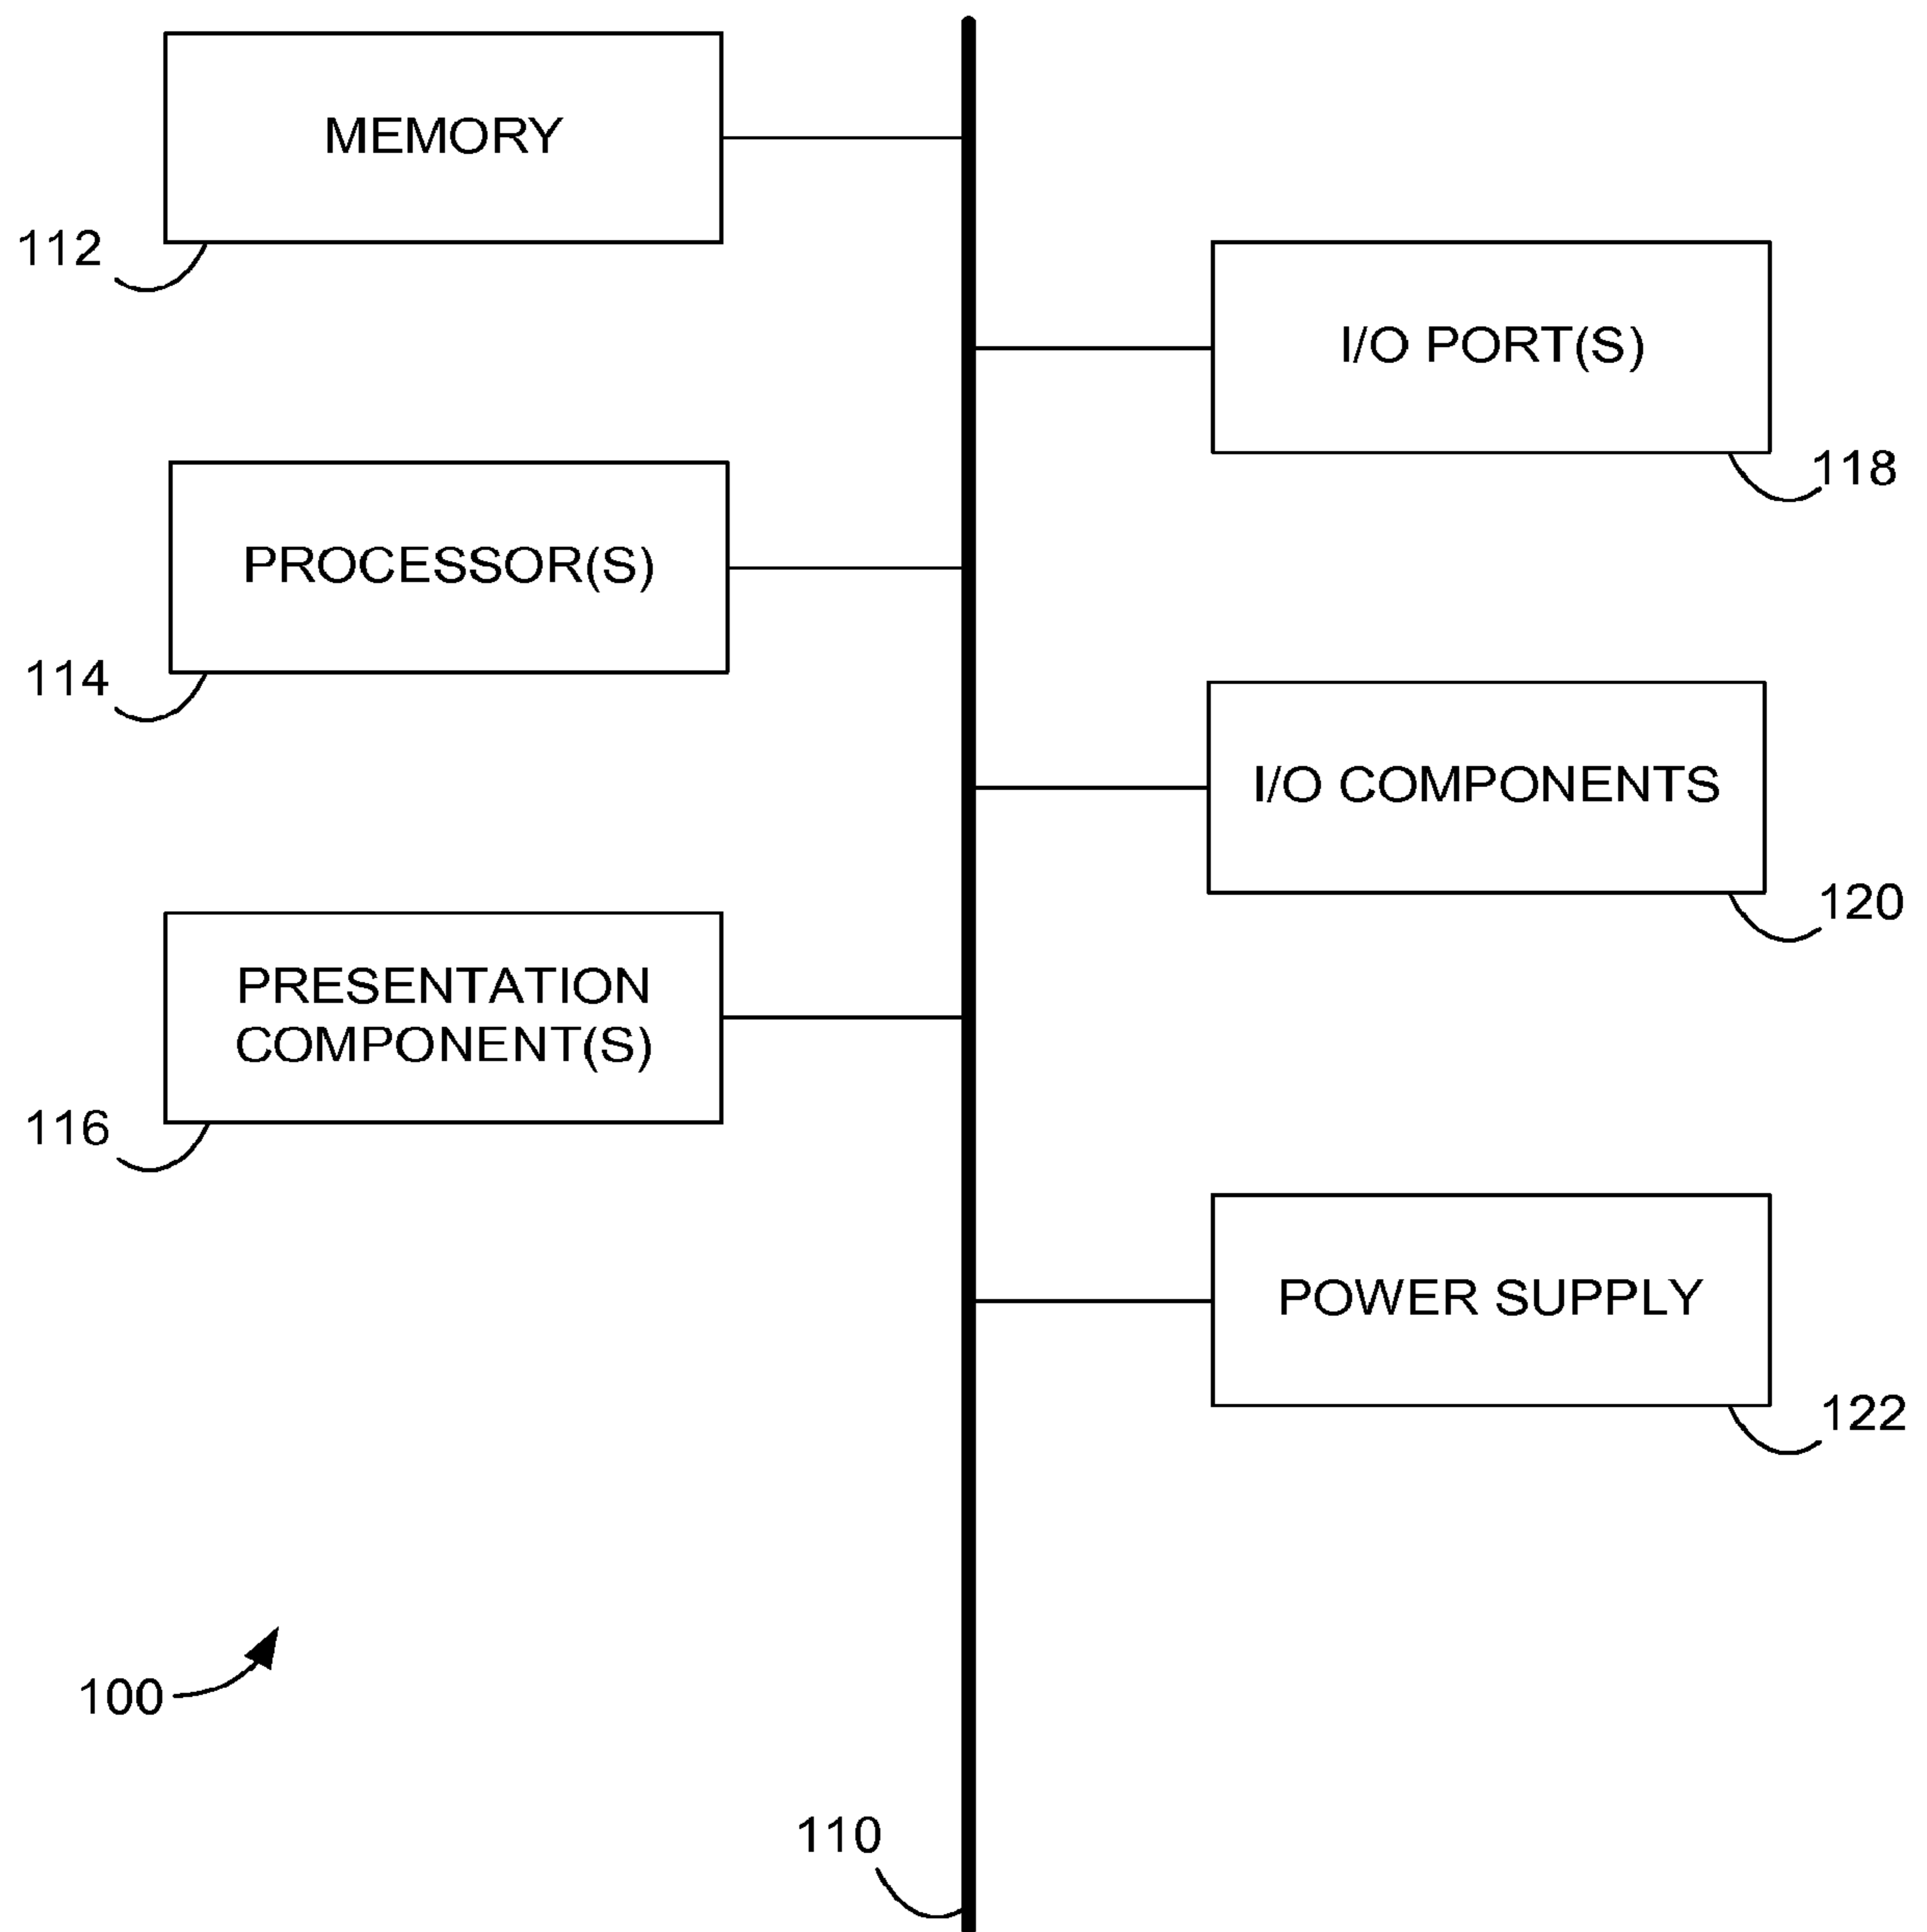 MEMORY
112
I/O PORT(S)
118
PROCESSOR(S)
114
I/O COMPONENTS
120
PRESENTATION
COMPONENT(S)
116
POWER SUPPLY
122
100
110